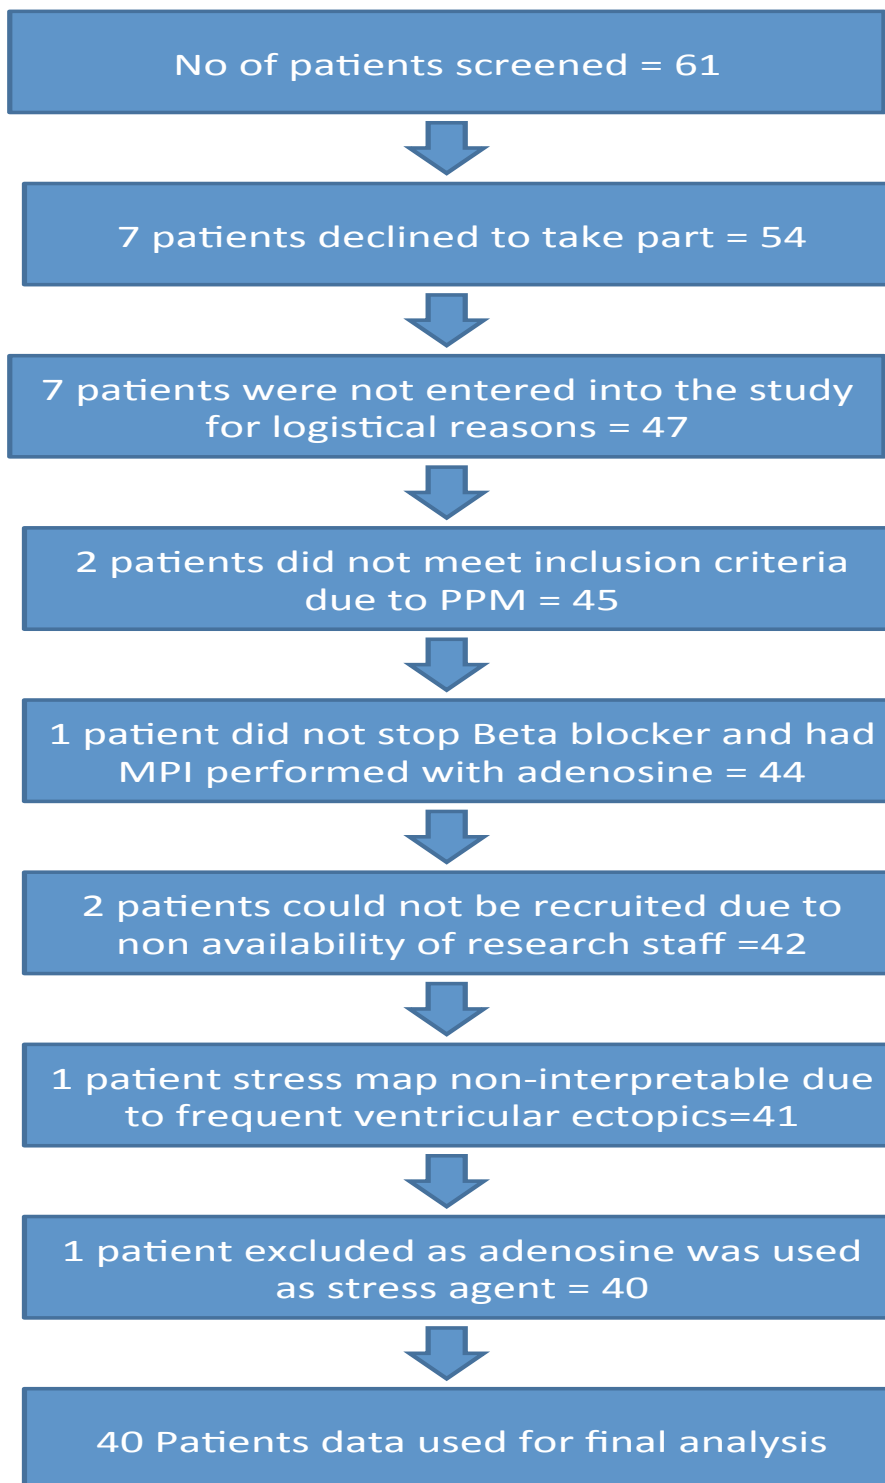 No of patients screened = 61
7 patients declined to take part = 54
7 patients were not entered into the study
for logistical reasons = 47
2 patients did not meet inclusion criteria
due to PPM = 45
1 patient did not stop Beta blocker and had
MPI performed with adenosine = 44
2 patients could not be recruited due to
non availability of research staff =42
1 patient stress map non-interpretable due
to frequent ventricular ectopics=41
1 patient excluded as adenosine was used
as stress agent = 40
40 Patients data used for final analysis